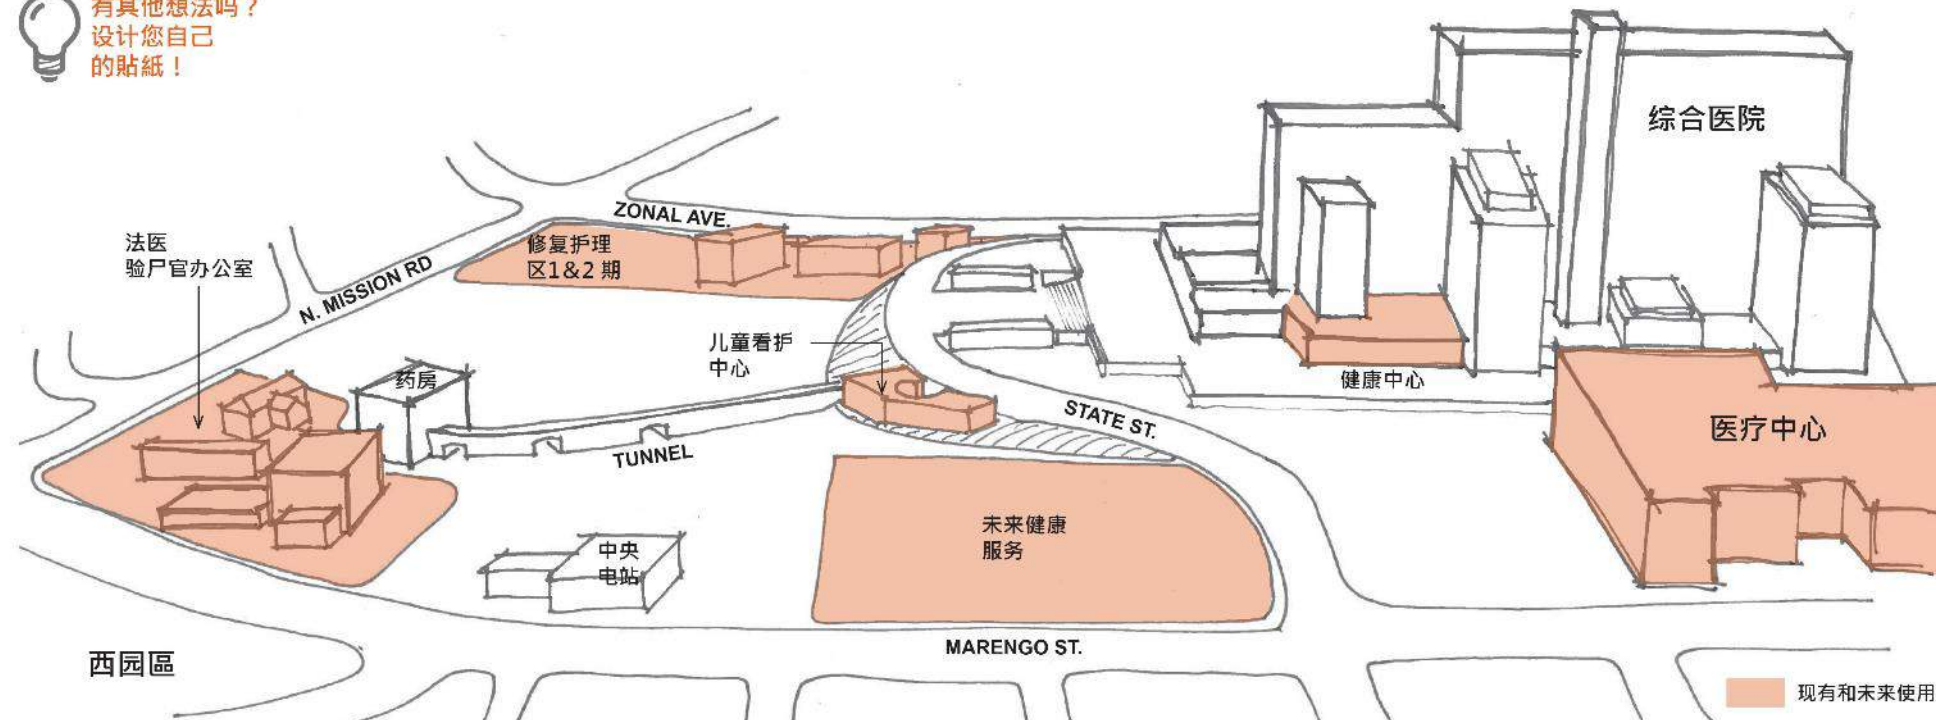 有其他想法吗？
设计您自己
的貼紙！
综合医院
ZONAL AVE.
修复护理
区1&2 期
法医
验尸官办公室
N. MISSION RD
儿童看护
中心
药房
健康中心
STATE ST.
医疗中心
TUNNEL
未来健康
服务
中央
电站
MARENGO ST.
西园區
现有和未来使用